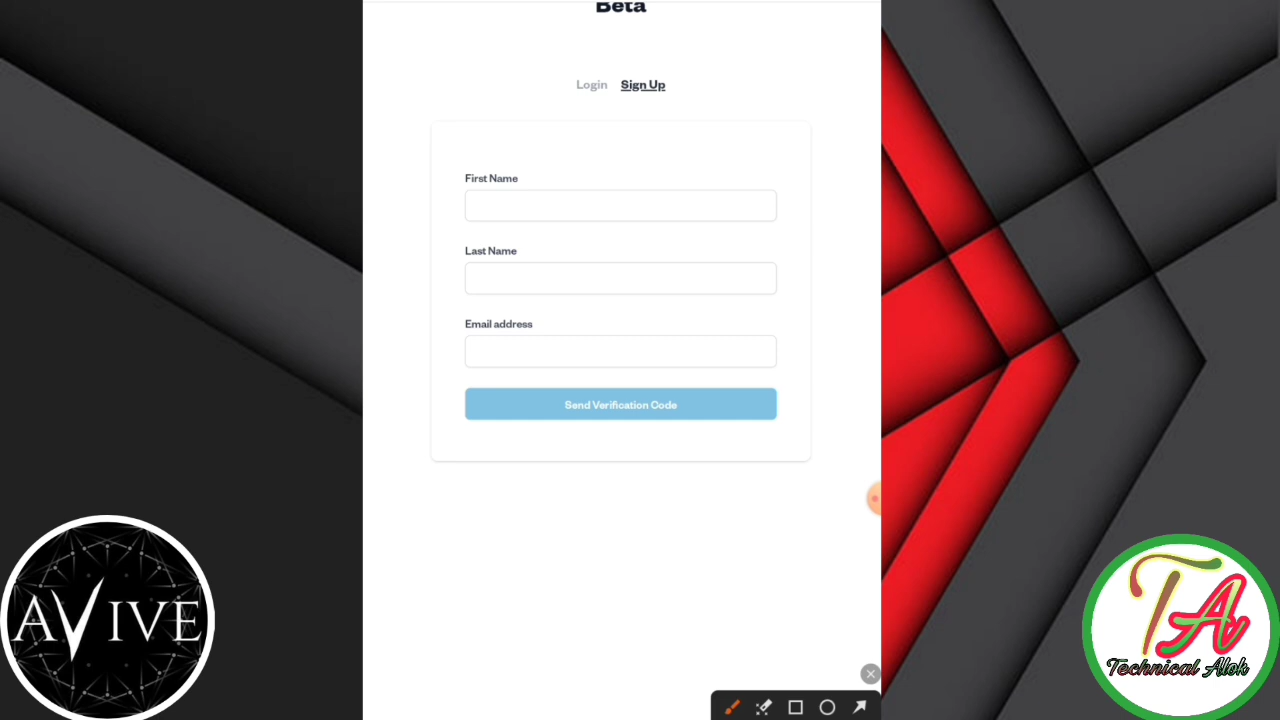 Beta
Login Sign Up
First Name
Last Name
Email address
Send Verification Code
AVIVE
TA
Technical Alok